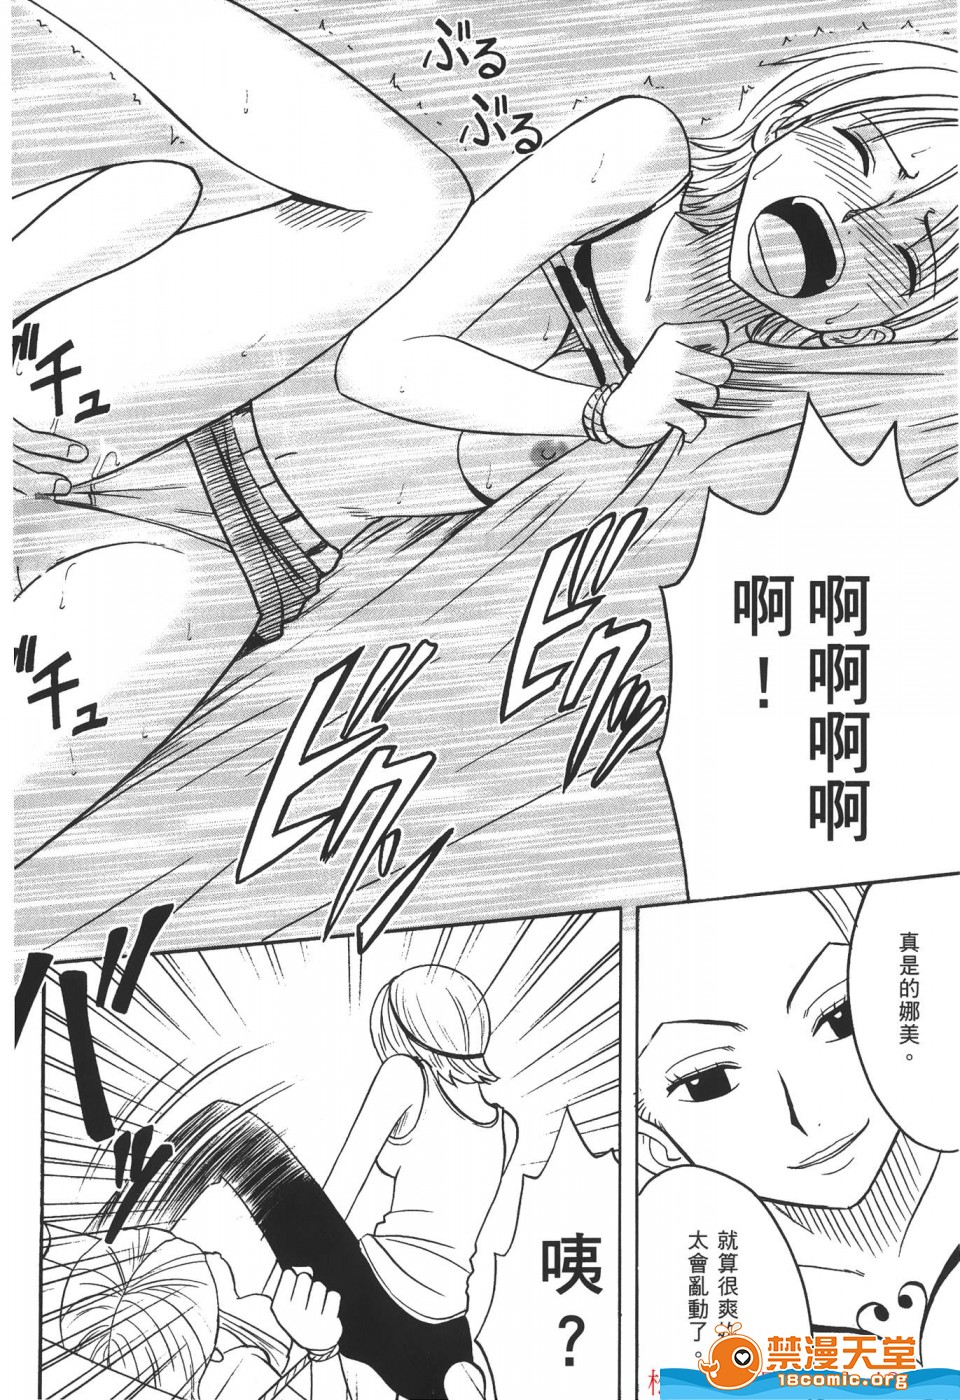 ぶる
ぶる
ヂュ
啊啊啊啊
啊！
ヂュ
ビクッ
ビクッ
真是的娜美。
就算很爽
太會亂動了。
咦？
禁漫天堂
18comic.org